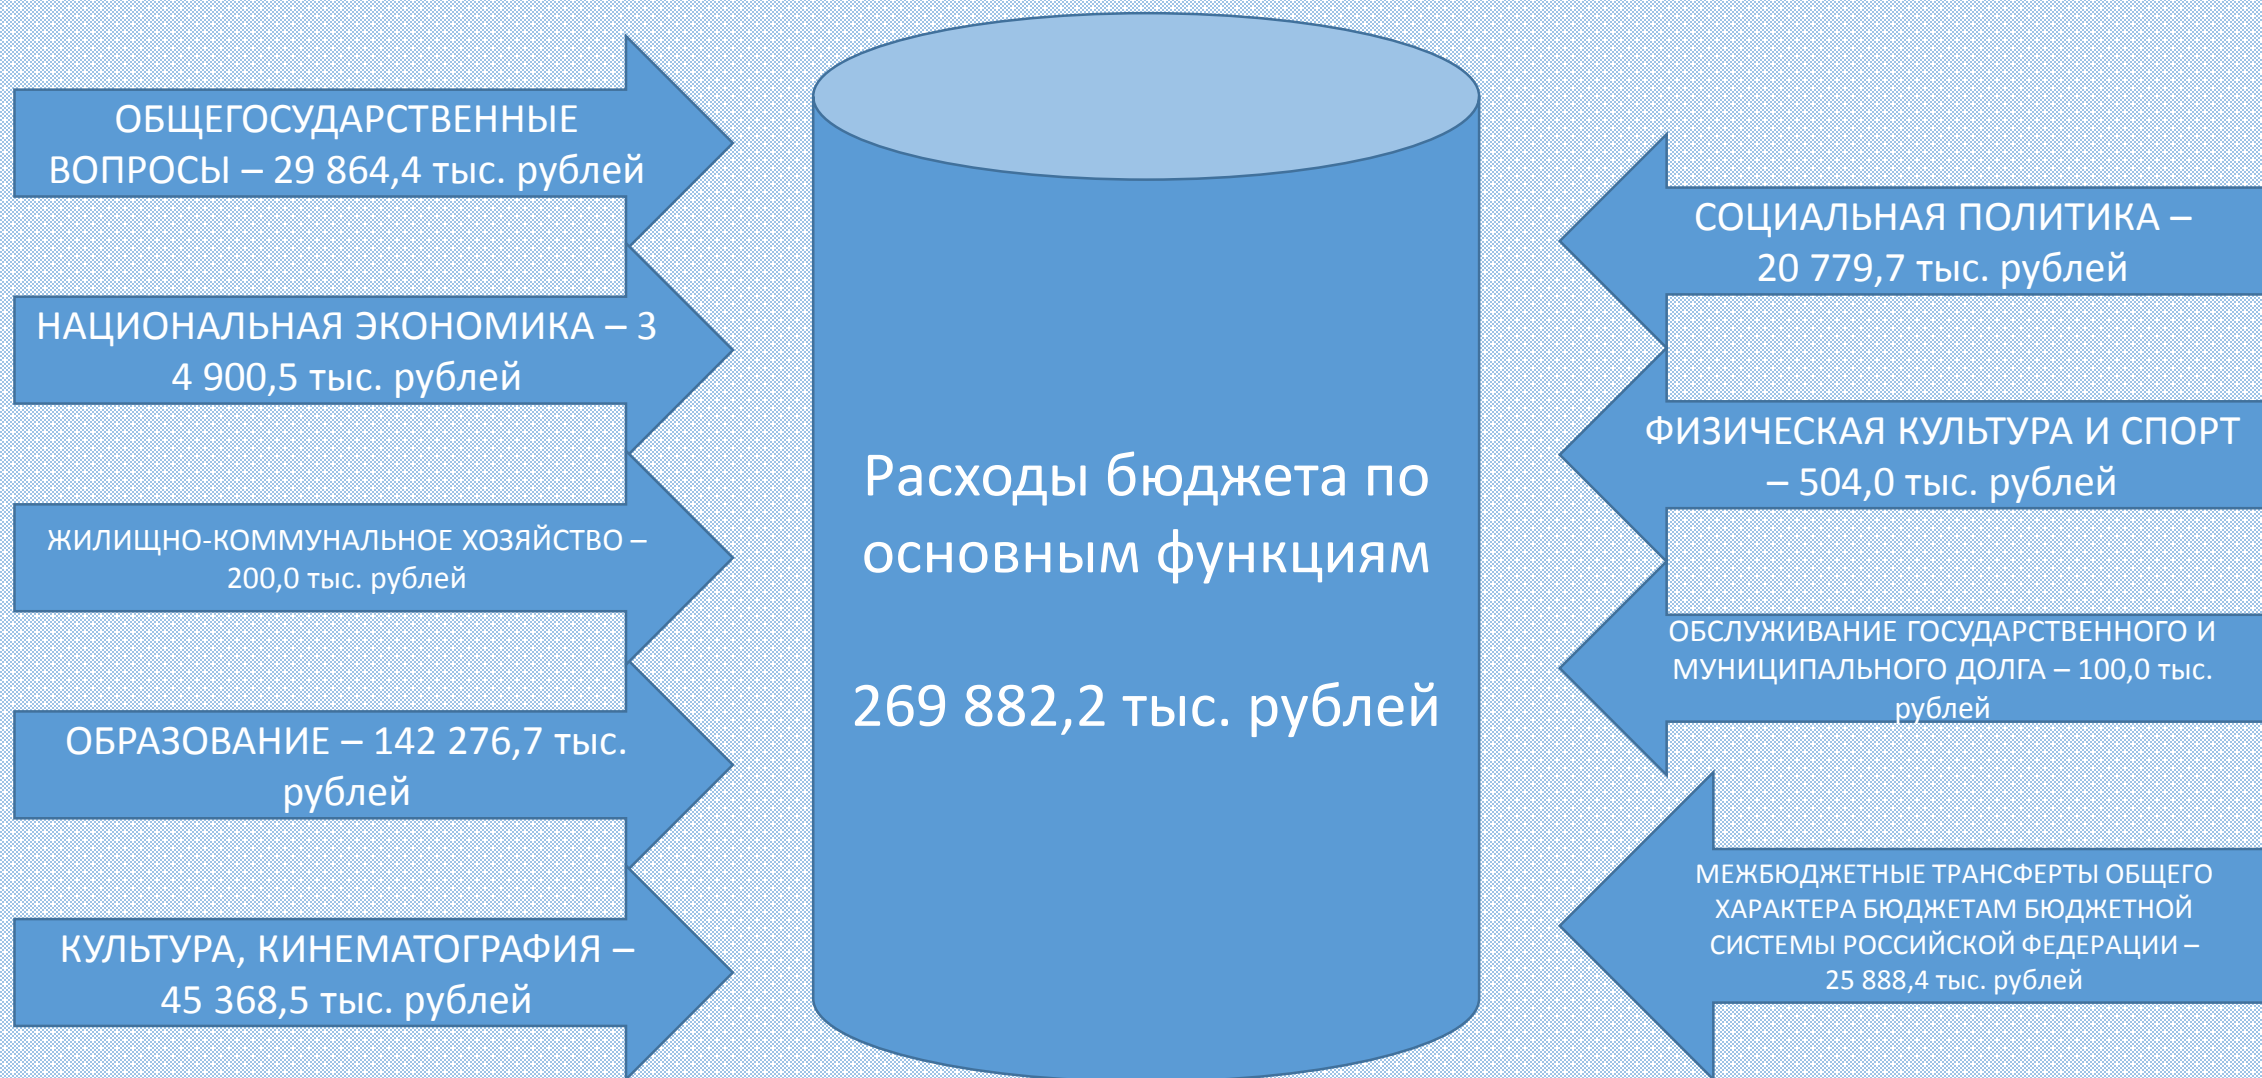 ОБЩЕГОСУДАРСТВЕННЫЕ
ВОПРОСЫ – 29 864,4 тыс. рублей
НАЦИОНАЛЬНАЯ ЭКОНОМИКА – 3
4 900,5 тыс. рублей
ЖИЛИЩНО-КОММУНАЛЬНОЕ ХОЗЯЙСТВО –
200,0 тыс. рублей
ОБРАЗОВАНИЕ – 142 276,7 тыс.
рублей
КУЛЬТУРА, КИНЕМАТОГРАФИЯ –
45 368,5 тыс. рублей
Расходы бюджета по
основным функциям
269 882,2 тыс. рублей
СОЦИАЛЬНАЯ ПОЛИТИКА –
20 779,7 тыс. рублей
ФИЗИЧЕСКАЯ КУЛЬТУРА И СПОРТ
– 504,0 тыс. рублей
ОБСЛУЖИВАНИЕ ГОСУДАРСТВЕННОГО И
МУНИЦИПАЛЬНОГО ДОЛГА – 100,0 тыс.
рублей
МЕЖБЮДЖЕТНЫЕ ТРАНСФЕРТЫ ОБЩЕГО
ХАРАКТЕРА БЮДЖЕТАМ БЮДЖЕТНОЙ
СИСТЕМЫ РОССИЙСКОЙ ФЕДЕРАЦИИ –
25 888,4 тыс. рублей